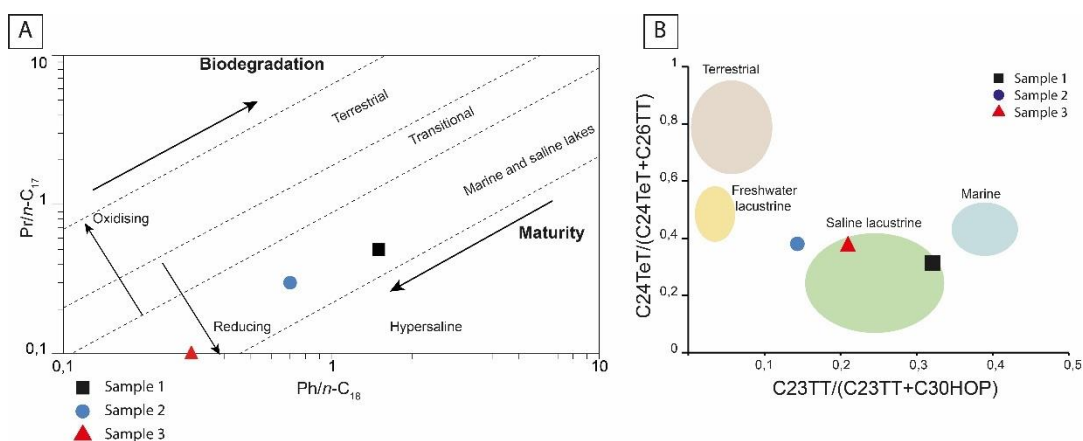 A
10
1
0,1
Pr/n-C17
Biodegradation
Terrestrial
Transitional
Marine and saline lakes
Oxidising
Maturity
Reducing
Hypersaline
0,1
1
10
Ph/n-C18
Sample 1
Sample 2
Sample 3
B
1
0,8
0,6
0,4
0,2
0
C24TeT/(C24TeT+C26TT)
Terrestrial
Sample 1
Sample 2
Sample 3
Freshwater
lacustrine
Saline lacustrine
Marine
0,1
0,2
0,3
0,4
0,5
C23TT/(C23TT+C30HOP)